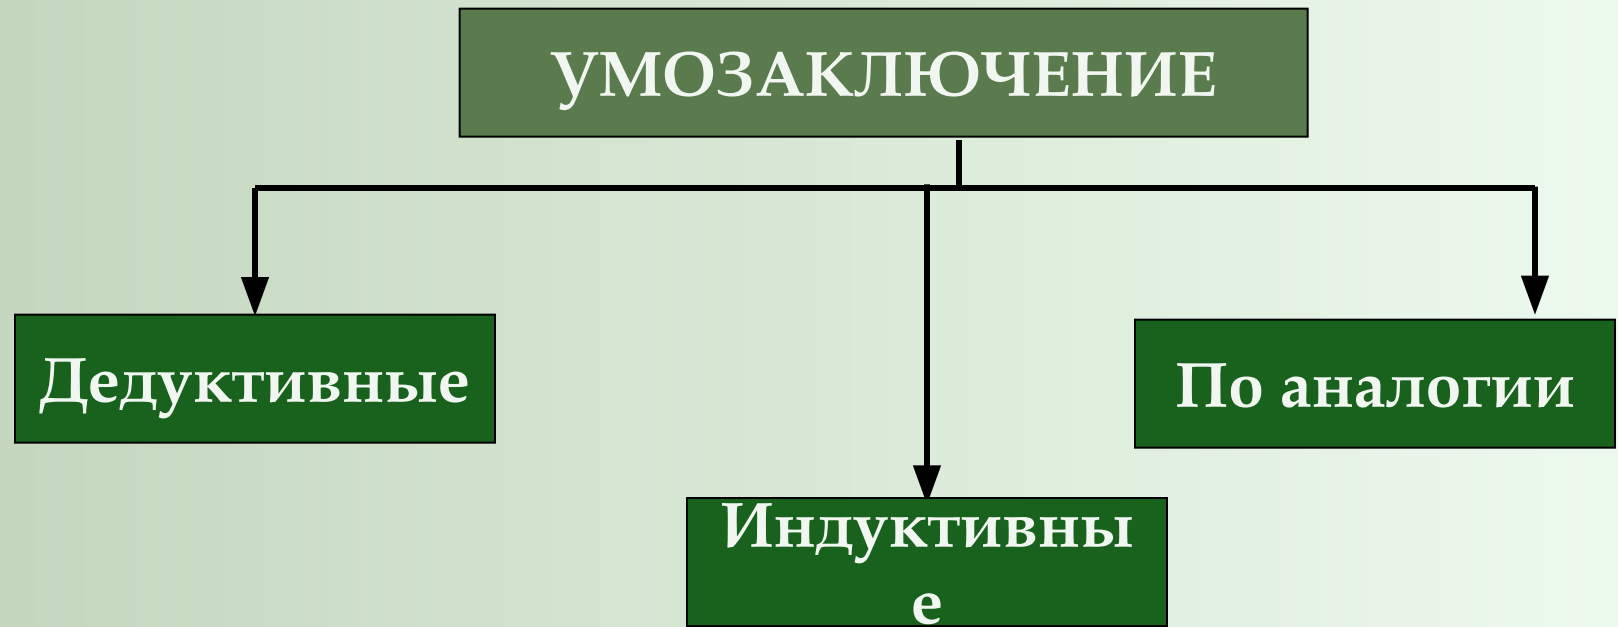 УМОЗАКЛЮЧЕНИЕ
Дедуктивные
По аналогии
Индуктивны
е